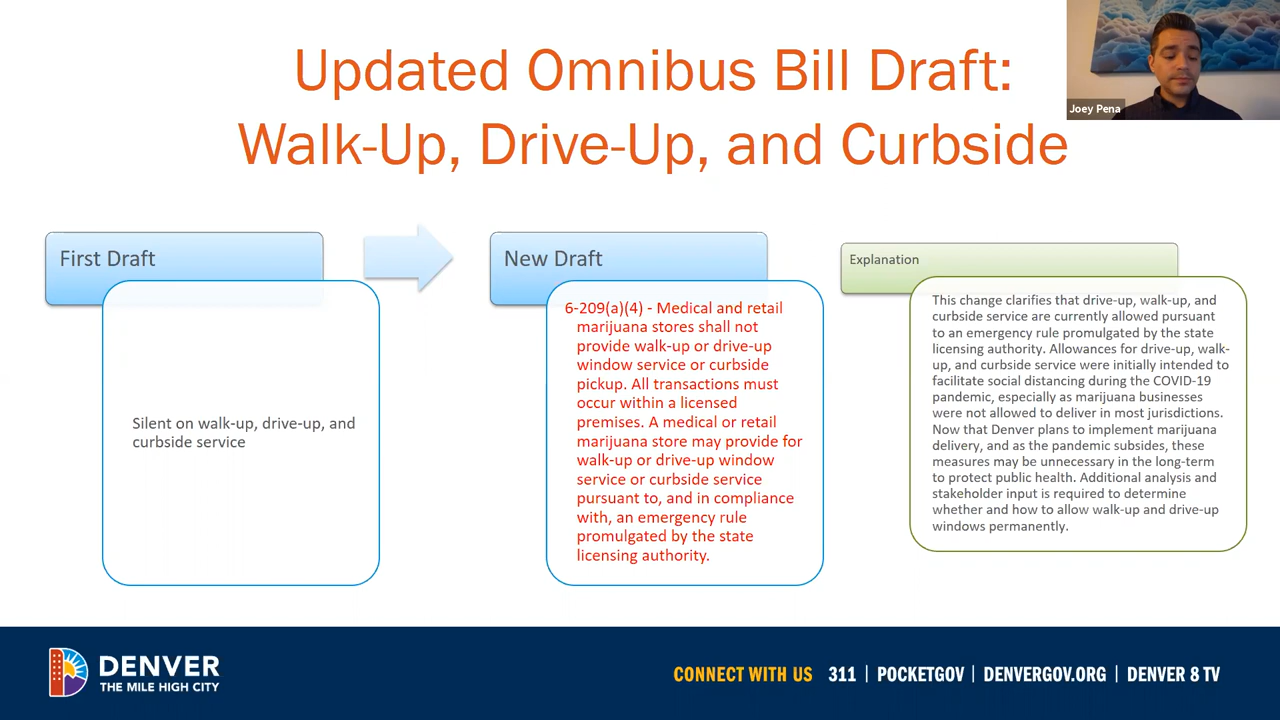 Updated Omnibus Bill Draft:
Walk-Up, Drive-Up, and Curbside
Joey Pena
First Draft
Silent on walk-up, drive-up, and
curbside service
New Draft
6-209(a)(4) - Medical and retail
marijuana stores shall not
provide walk-up or drive-up
window service or curbside
pickup. All transactions must
occur within a licensed
premises. A medical or retail
marijuana store may provide for
walk-up or drive-up window
service or curbside service
pursuant to, and in compliance
with, an emergency rule
promulgated by the state
licensing authority.
Explanation
This change clarifies that drive-up, walk-up, and
curbside service are currently allowed pursuant
to an emergency rule promulgated by the state
licensing authority. Allowances for drive-up, walk-
up, and curbside service were initially intended to
facilitate social distancing during the COVID-19
pandemic, especially as marijuana businesses
were not allowed to deliver in most jurisdictions.
Now that Denver plans to implement marijuana
delivery, and as the pandemic subsides, these
measures may be unnecessary in the long-term
to protect public health. Additional analysis and
stakeholder input is required to determine
whether and how to allow walk-up and drive-up
windows permanently.
DENVER
THE MILE HIGH CITY
CONNECT WITH US 311 | POCKETGOV | DENVERGOV.ORG | DENVER 8 TV